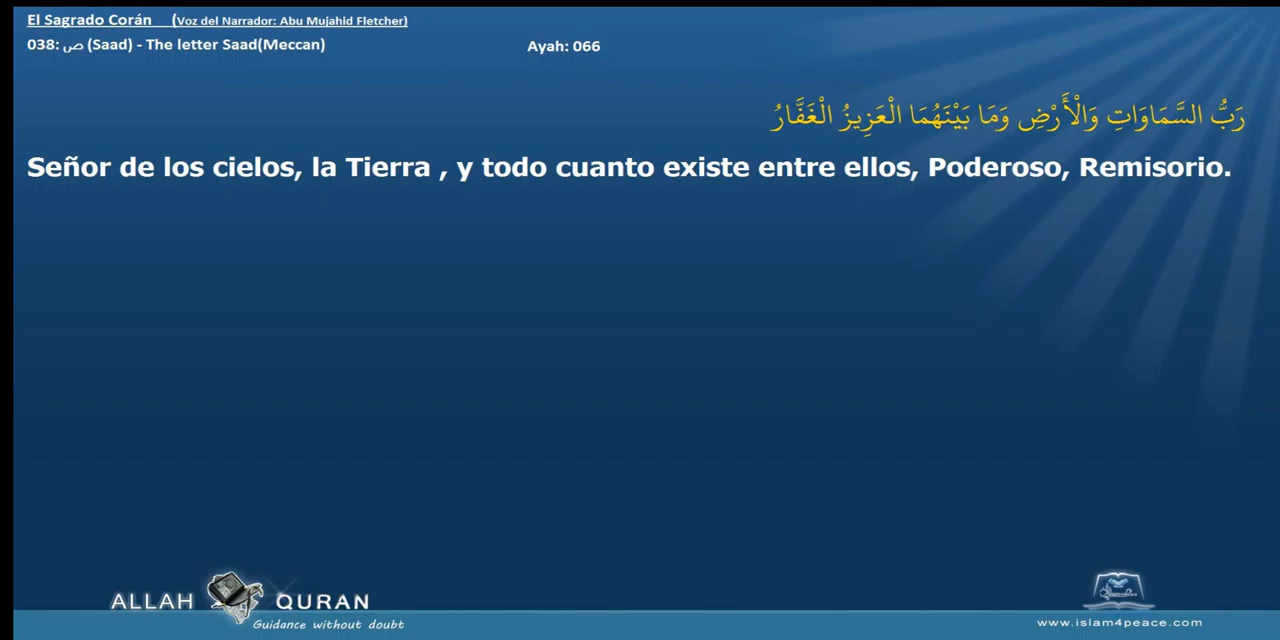 El Sagrado Corán (Voz del Narrador: Abu Mujahid Fletcher)
038: ص (Saad) - The letter Saad(Meccan) Ayah: 066
رَبُّ السَّمَاوَاتِ وَالْأَرْضِ وَمَا بَيْنَهُمَا الْعَزِيزُ الْغَفَّارُ
Señor de los cielos, la Tierra , y todo cuanto existe entre ellos, Poderoso, Remisorio.
ALLAH QURAN
Guidance without doubt
www.islam4peace.com